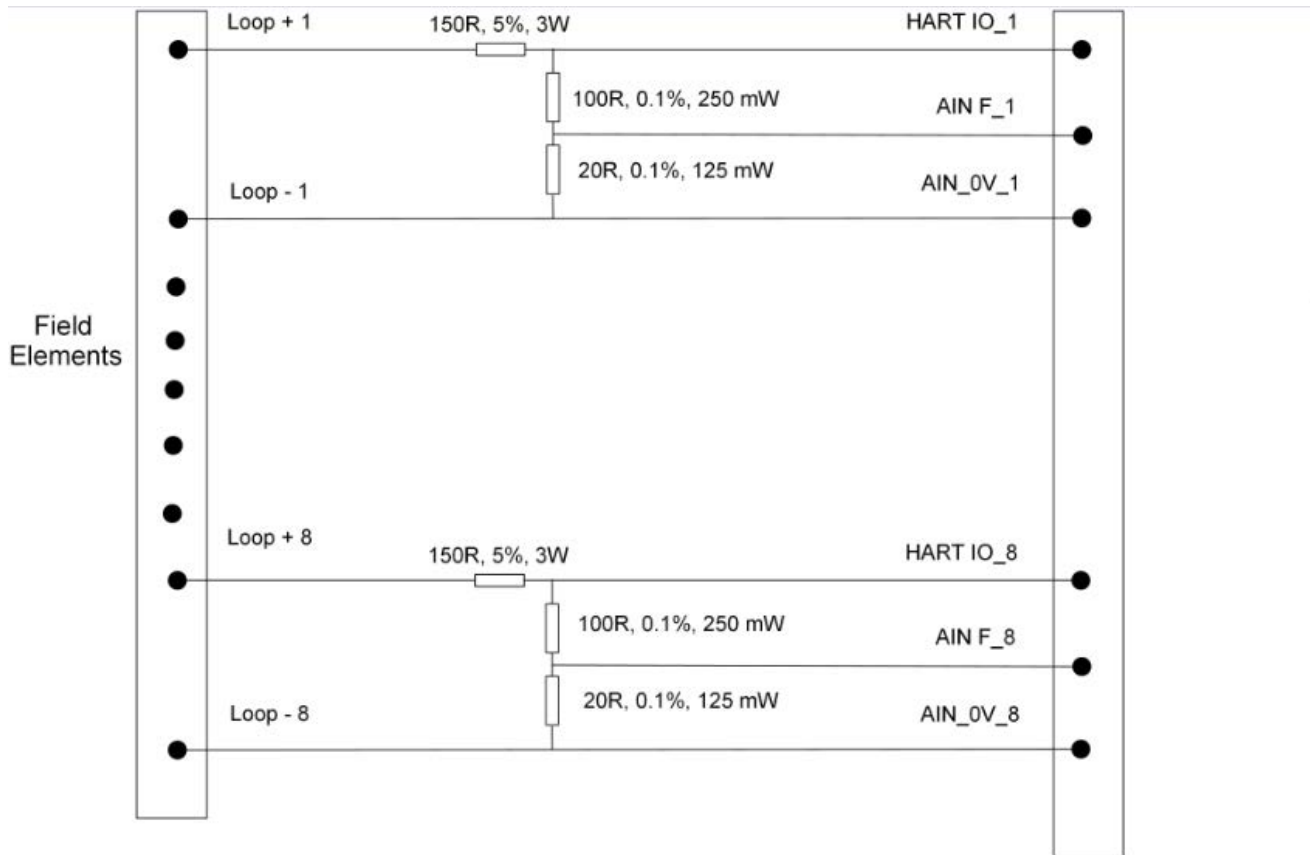 Loop + 1
150R, 5%, 3W
HART IO_1
100R, 0.1%, 250 mW
AIN F_1
20R, 0.1%, 125 mW
AIN_0V_1
Loop - 1
Field
Elements
Loop + 8
150R, 5%, 3W
HART IO_8
100R, 0.1%, 250 mW
AIN F_8
20R, 0.1%, 125 mW
AIN_0V_8
Loop - 8